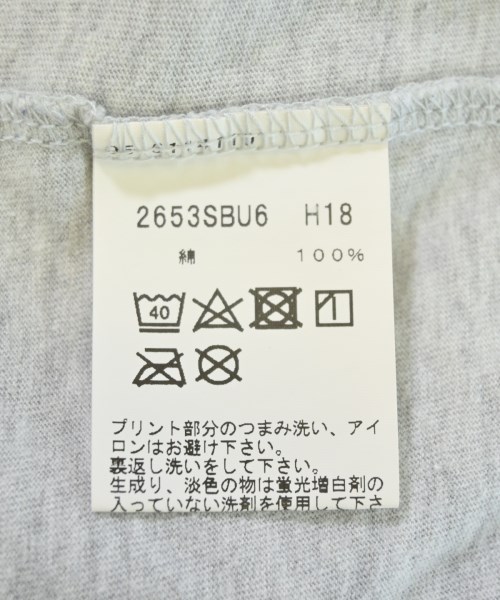 2653SBU6 H18
綿 100%
40
プリント部分のつまみ洗い、アイ
ロンはお避け下さい。
裏返し洗いをして下さい。
生成り、淡色の物は蛍光増白剤の
入っていない洗剤を使用して下さ